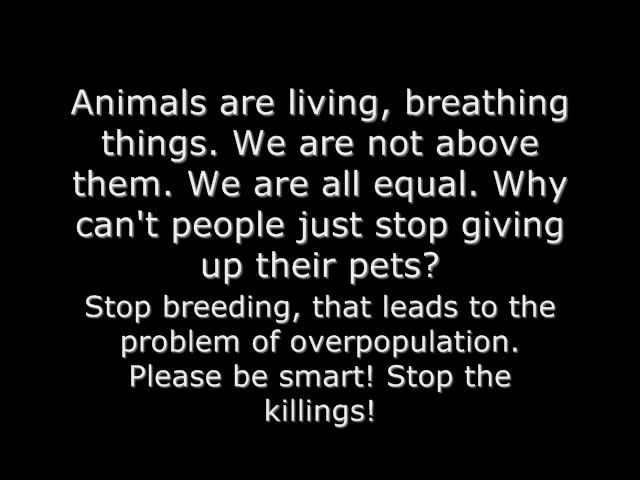 Animals are living, breathing
things. We are not above
them. We are all equal. Why
can't people just stop giving
up their pets?
Stop breeding, that leads to the
problem of overpopulation.
Please be smart! Stop the
killings!